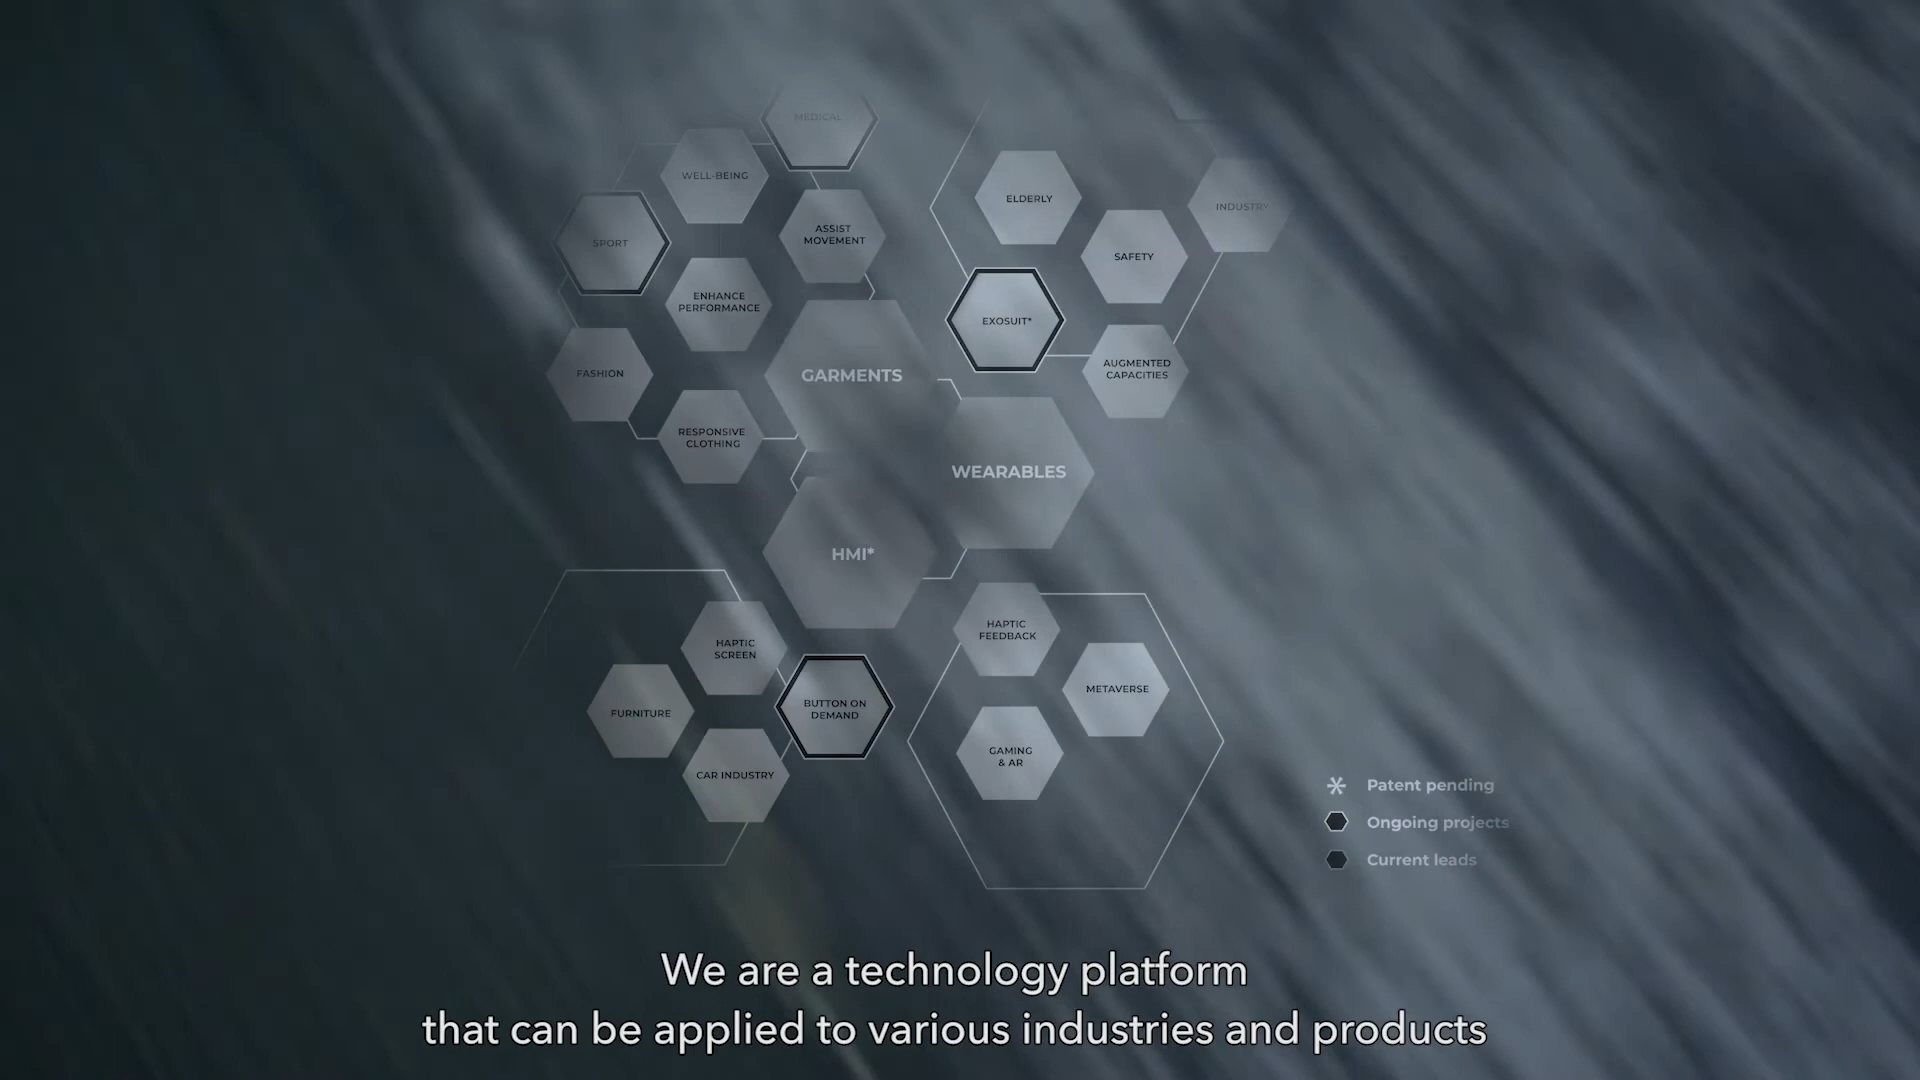 MEDICAL
WELL-BEING
SPORT
ASSIST
MOVEMENT
ENHANCE
PERFORMANCE
FASHION
RESPONSIVE
CLOTHING
GARMENTS
ELDERLY
INDUSTRY
SAFETY
EXOSUIT*
AUGMENTED
CAPACITIES
WEARABLES
HMI*
HAPTIC
SCREEN
FURNITURE
BUTTON ON
DEMAND
CAR INDUSTRY
HAPTIC
FEEDBACK
METAVERSE
GAMING
& AR
* Patent pending
Ongoing projects
Current leads
We are a technology platform
that can be applied to various industries and products